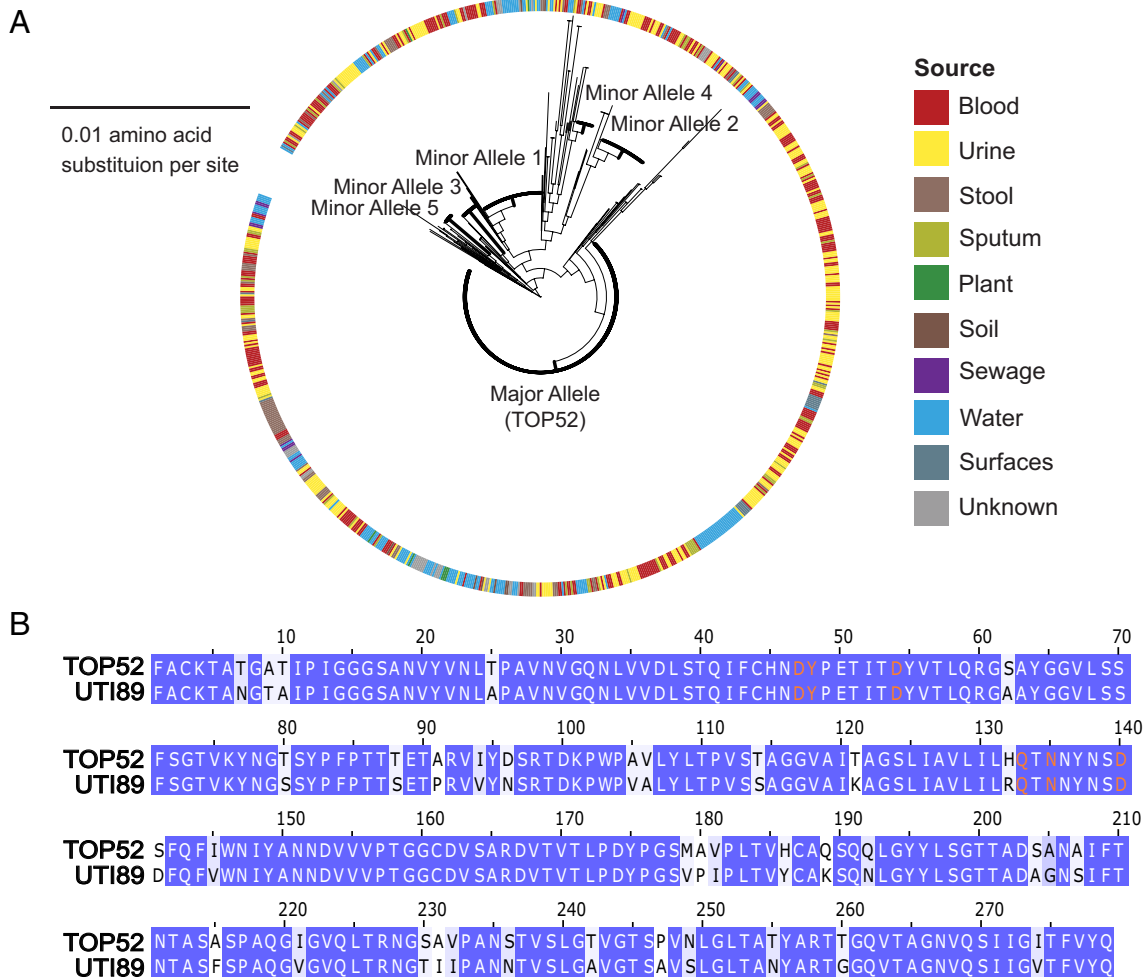 A
Source
Blood
Urine
Stool
Sputum
Plant
Soil
Sewage
Water
Surfaces
Unknown
0.01 amino acid
substituion per site
Minor Allele 4
Minor Allele 2
Minor Allele 1
Minor Allele 3
Minor Allele 5
Major Allele
(TOP52)
B
10 20 30 40 50 60 70
TOP52 FACKTATGATIPIGGGSANVYVNLTPAVNVGQNLVVDLSTQIFCHNDYPETITDYVTLQRGSAYGGVLSS
UTI89 FACKTANGTAIPIGGGSANVYVNLAPAVNVGQNLVVDLSTQIFCHNDYPETITDYVTLQRGAAYGGVLSS
80 90 100 110 120 130 140
TOP52 FSGTVKYNGTSYPFPTTTETARVIYDSRTDKPWPAVLYLTPVSTAGGVAITAGSLIAVLILHQTNNYNSD
UTI89 FSGTVKYNGSSYPFPTTSETPRVVYNSRTDKPWPVALYLTPVSSAGGVAIKAGSLIAVLILRQTNNYNSD
150 160 170 180 190 200 210
TOP52 SFQFIWNIYANNDVVVPTGGCDVSARDVTVTLPDYPGSMAVPLTVHCAQSQQLGYYLSGTTADSANAIFT
UTI89 DFQFVWNIYANNDVVVPTGGCDVSARDVTVTLPDYPGSVPIPLTVYCAKSQNLGYYLSGTTADAGNSIFT
220 230 240 250 260 270
TOP52 NTASASPAQGIGVQLTRNGSAVPANSTVSLGTVGTSPVNLGLTATYARTTGQVTAGNVQSIIGITFVYQ
UTI89 NTASFSPAQGVGVQLTRNGTIIPANNTVSLGAVGTSAVSLGLTANYARTGGQVTAGNVQSIIGVTFVYQ